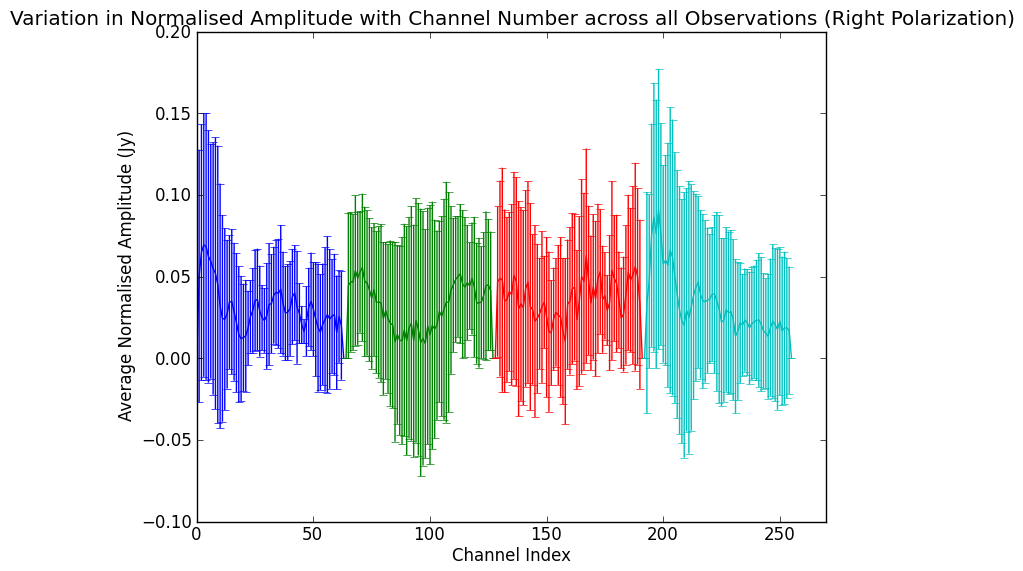 Variation in Normalised Amplitude with Channel Number across all Observations (Right Polarization)
0.20
0.15
0.10
0.05
0.00
−0.05
−0.10
Average Normalised Amplitude (Jy)
0 50 100 150 200 250
Channel Index